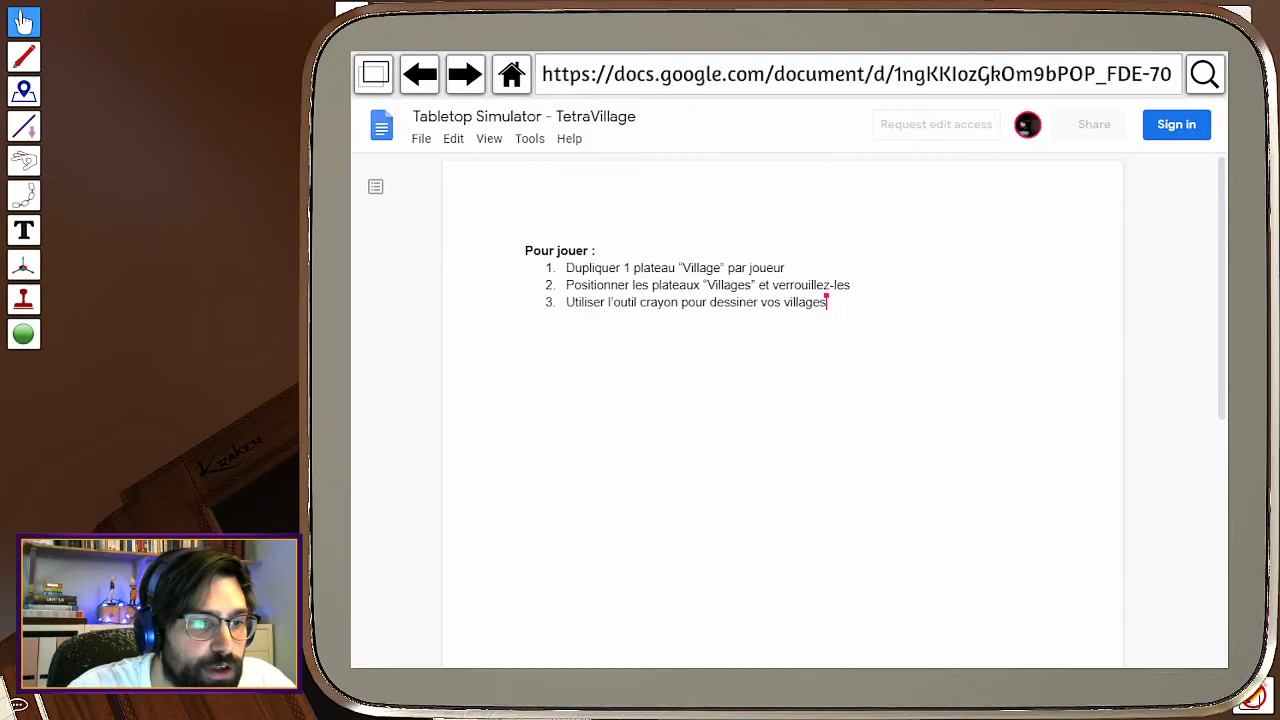 https://docs.google.com/document/d/1ngKKIozGkOm9bPOP_FDE-70
Tabletop Simulator - TetraVillage
Request edit access
Share
Sign in
File Edit View Tools Help
Pour jouer :
1. Dupliquer 1 plateau “Village” par joueur
2. Positionner les plateaux “Villages” et verrouillez-les
3. Utiliser l’outil crayon pour dessiner vos villages
T
KRAKEN